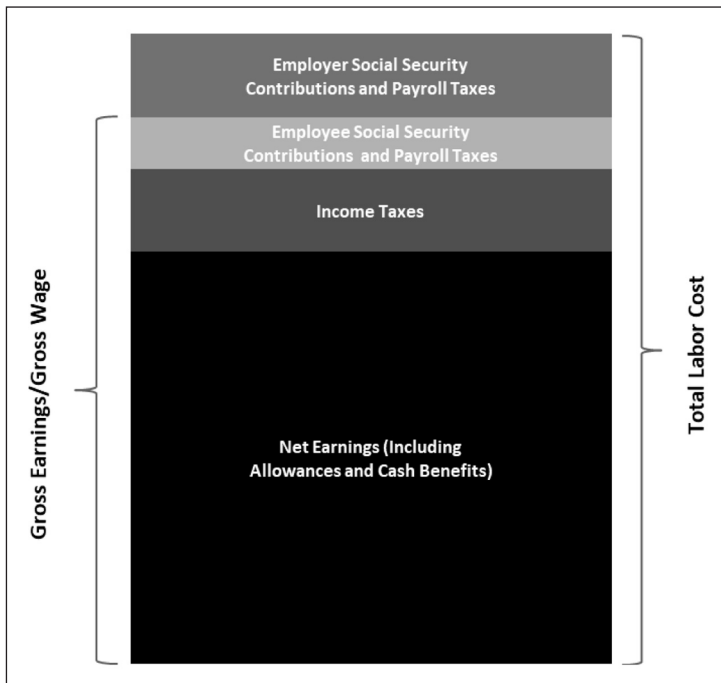 Employer Social Security
Contributions and Payroll Taxes
Employee Social Security
Contributions and Payroll Taxes
Income Taxes
Gross Earnings/Gross Wage
Total Labor Cost
Net Earnings (Including
Allowances and Cash Benefits)